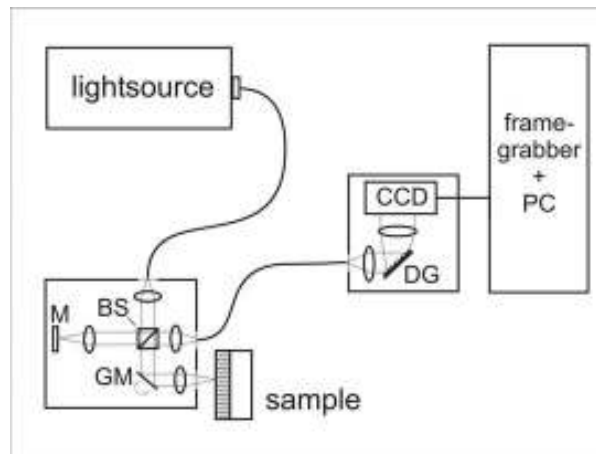 lightsource
frame-
grabber
+
PC
CCD
DG
BS
M
GM
sample